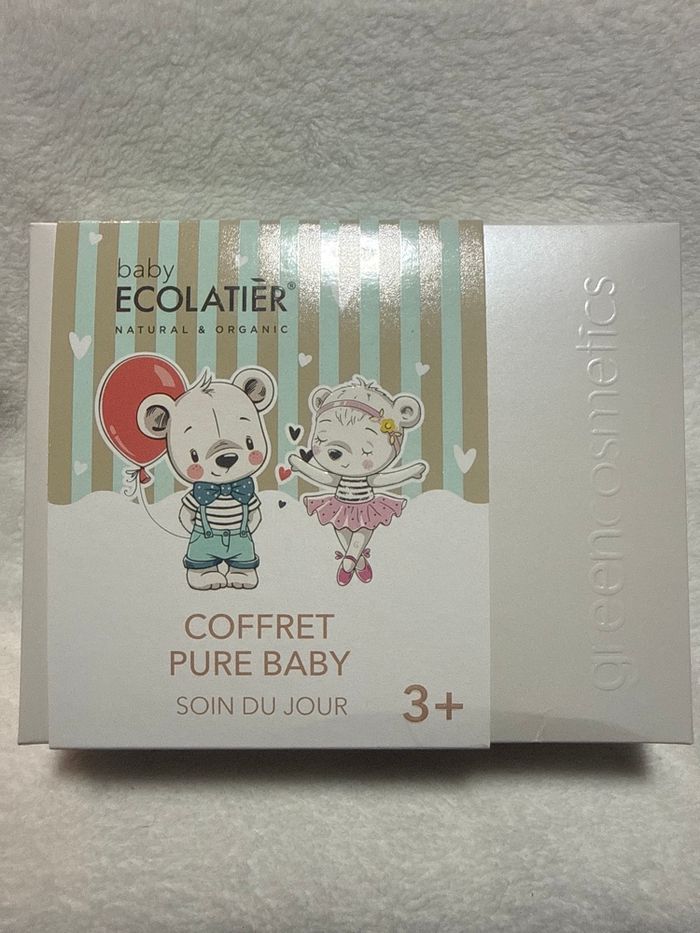 baby
ECOLATIÈR®
NATURAL & ORGANIC
COFFRET
PURE BABY
SOIN DU JOUR
3+
greencosmetics